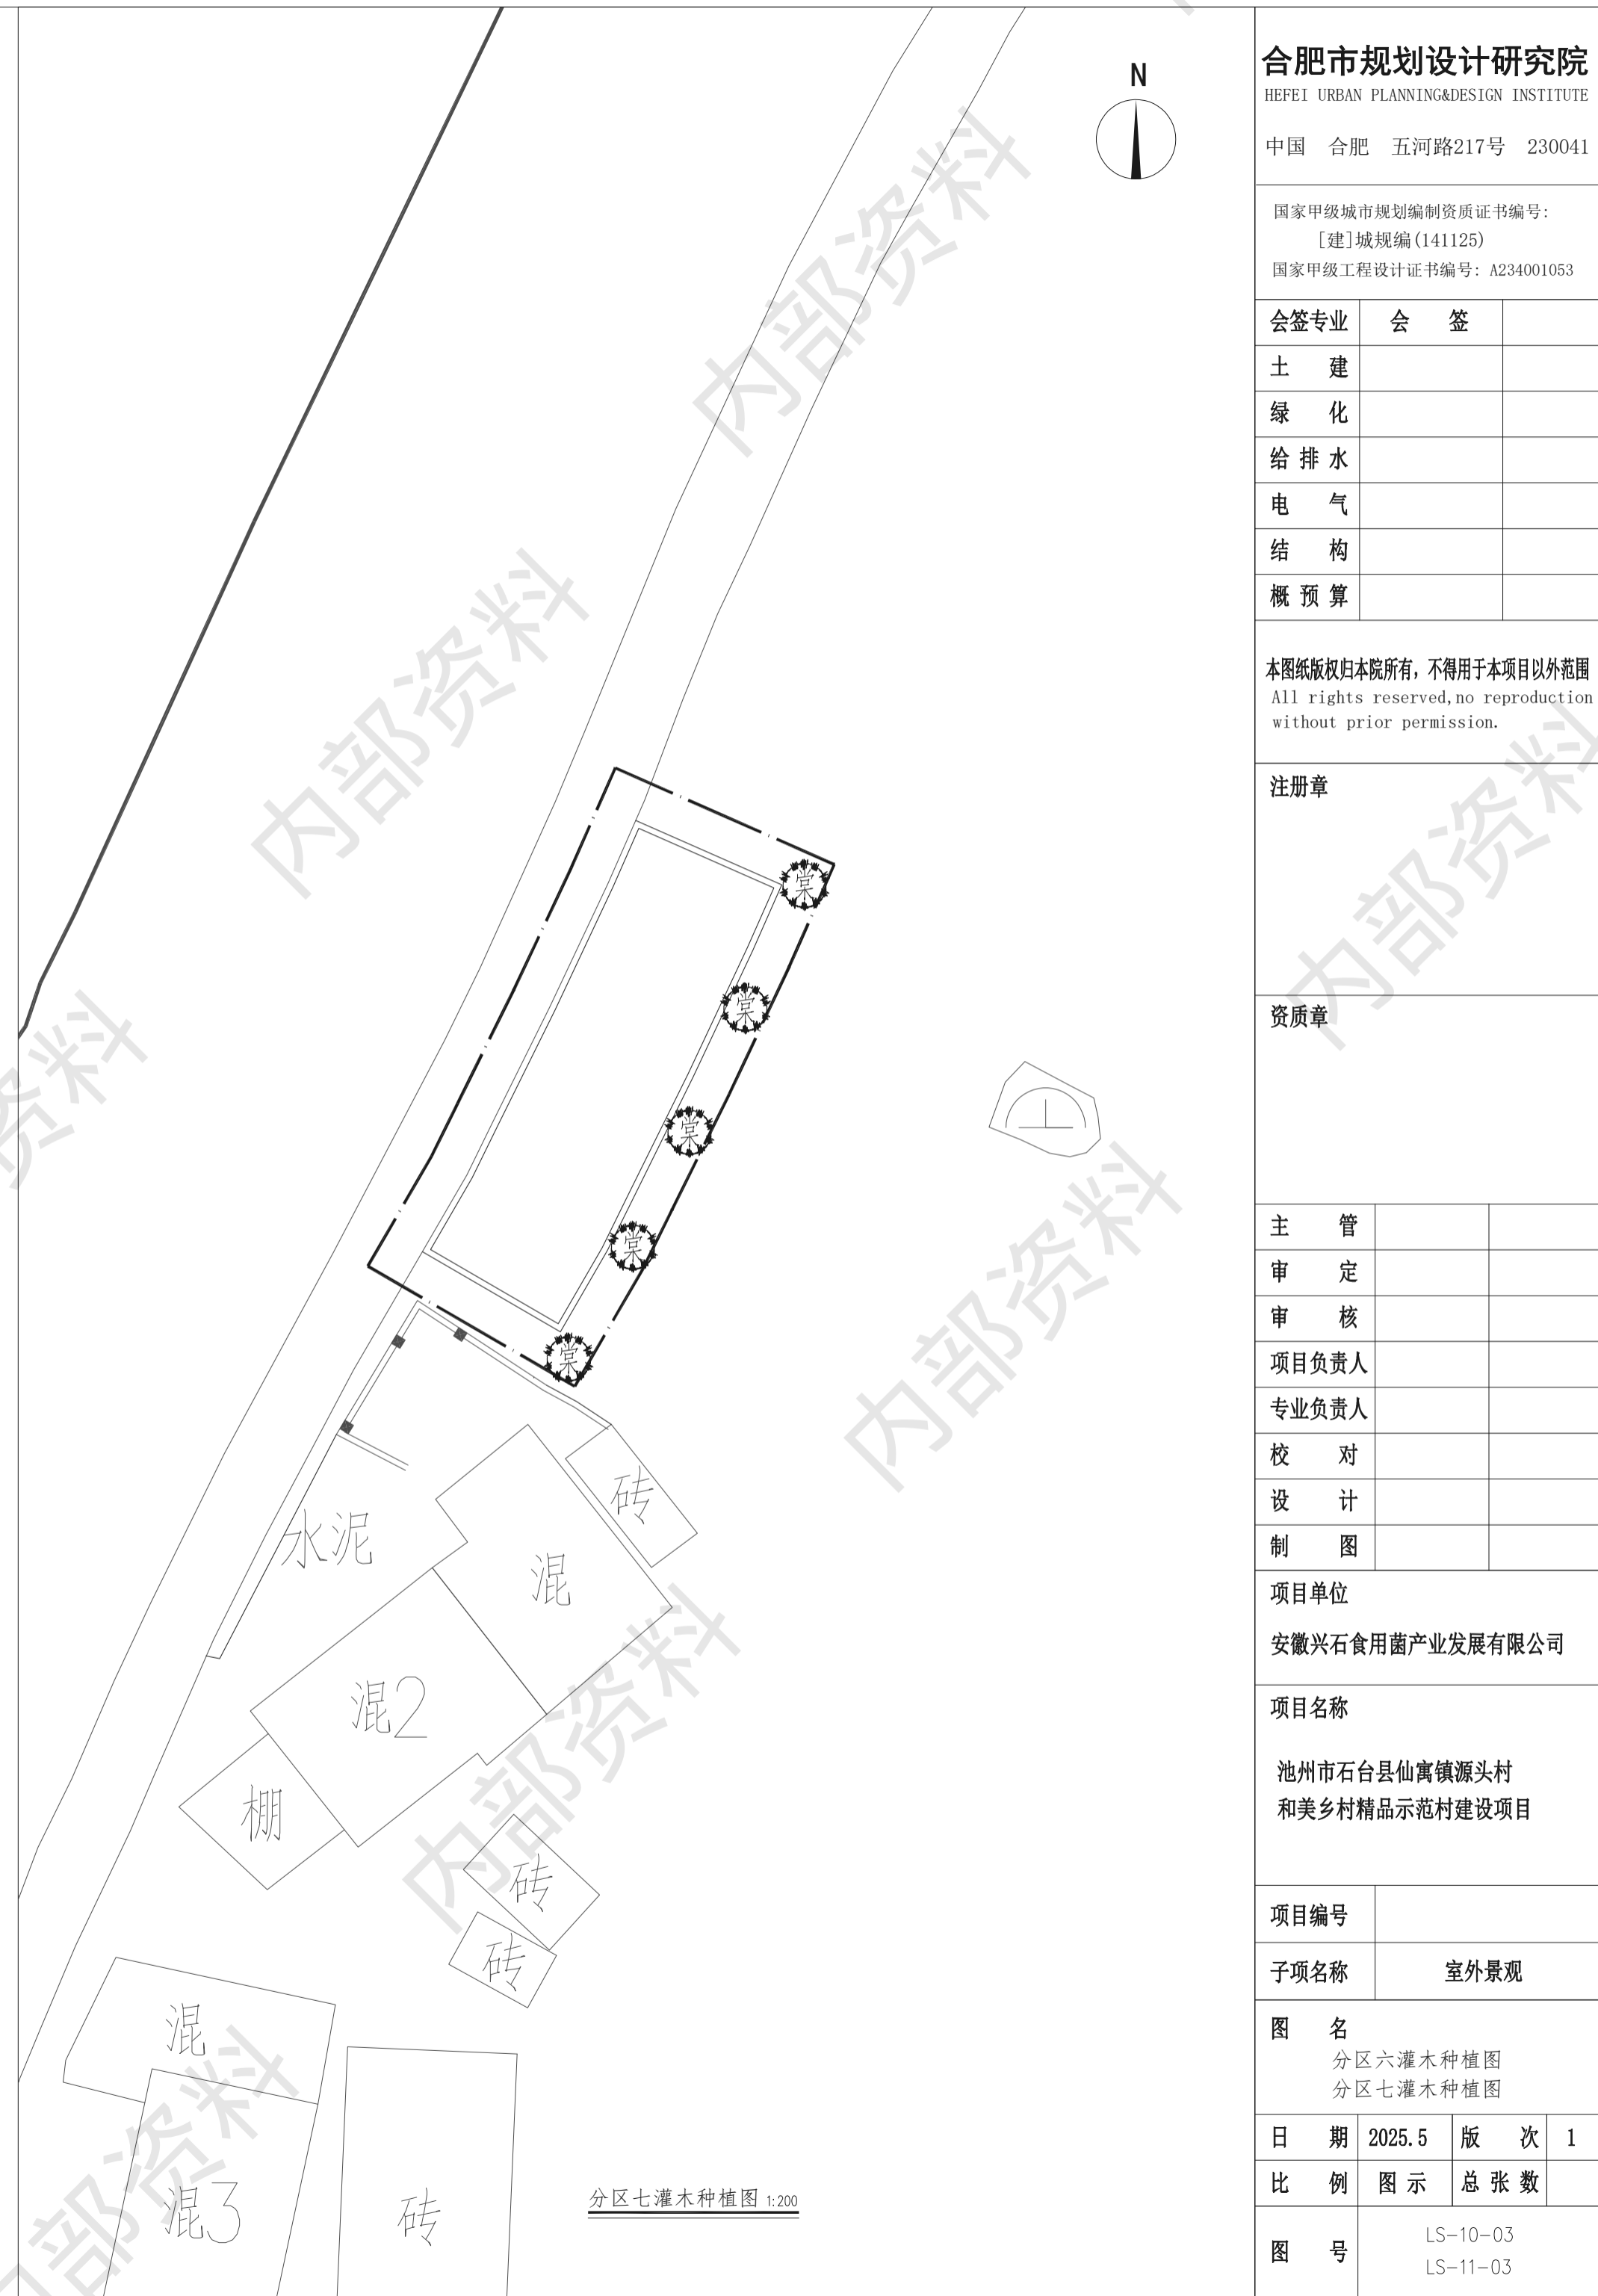 N
棠
棠
棠
棠
棠
水泥
砖
混
混2
棚
砖
砖
混
混3
砖
分区七灌木种植图 1:200
合肥市规划设计研究院
HEFEI URBAN PLANNING&DESIGN INSTITUTE
中国 合肥 五河路217号 230041
国家甲级城市规划编制资质证书编号:
[建]城规编(141125)
国家甲级工程设计证书编号: A234001053
会签专业 会 签
土 建
绿 化
给排水
电 气
结 构
概预算
本图纸版权归本院所有，不得用于本项目以外范围
All rights reserved,no reproduction
without prior permission.
注册章
资质章
主 管
审 定
审 核
项目负责人
专业负责人
校 对
设 计
制 图
项目单位
安徽兴石食用菌产业发展有限公司
项目名称
池州市石台县仙寓镇源头村
和美乡村精品示范村建设项目
项目编号
子项名称 室外景观
图 名
分区六灌木种植图
分区七灌木种植图
日 期 2025.5 版 次 1
比 例 图 示 总张数
图 号 LS-10-03
LS-11-03
内部资料
内部资料
内部资料
资料
内部资料
内部资料
内部资料